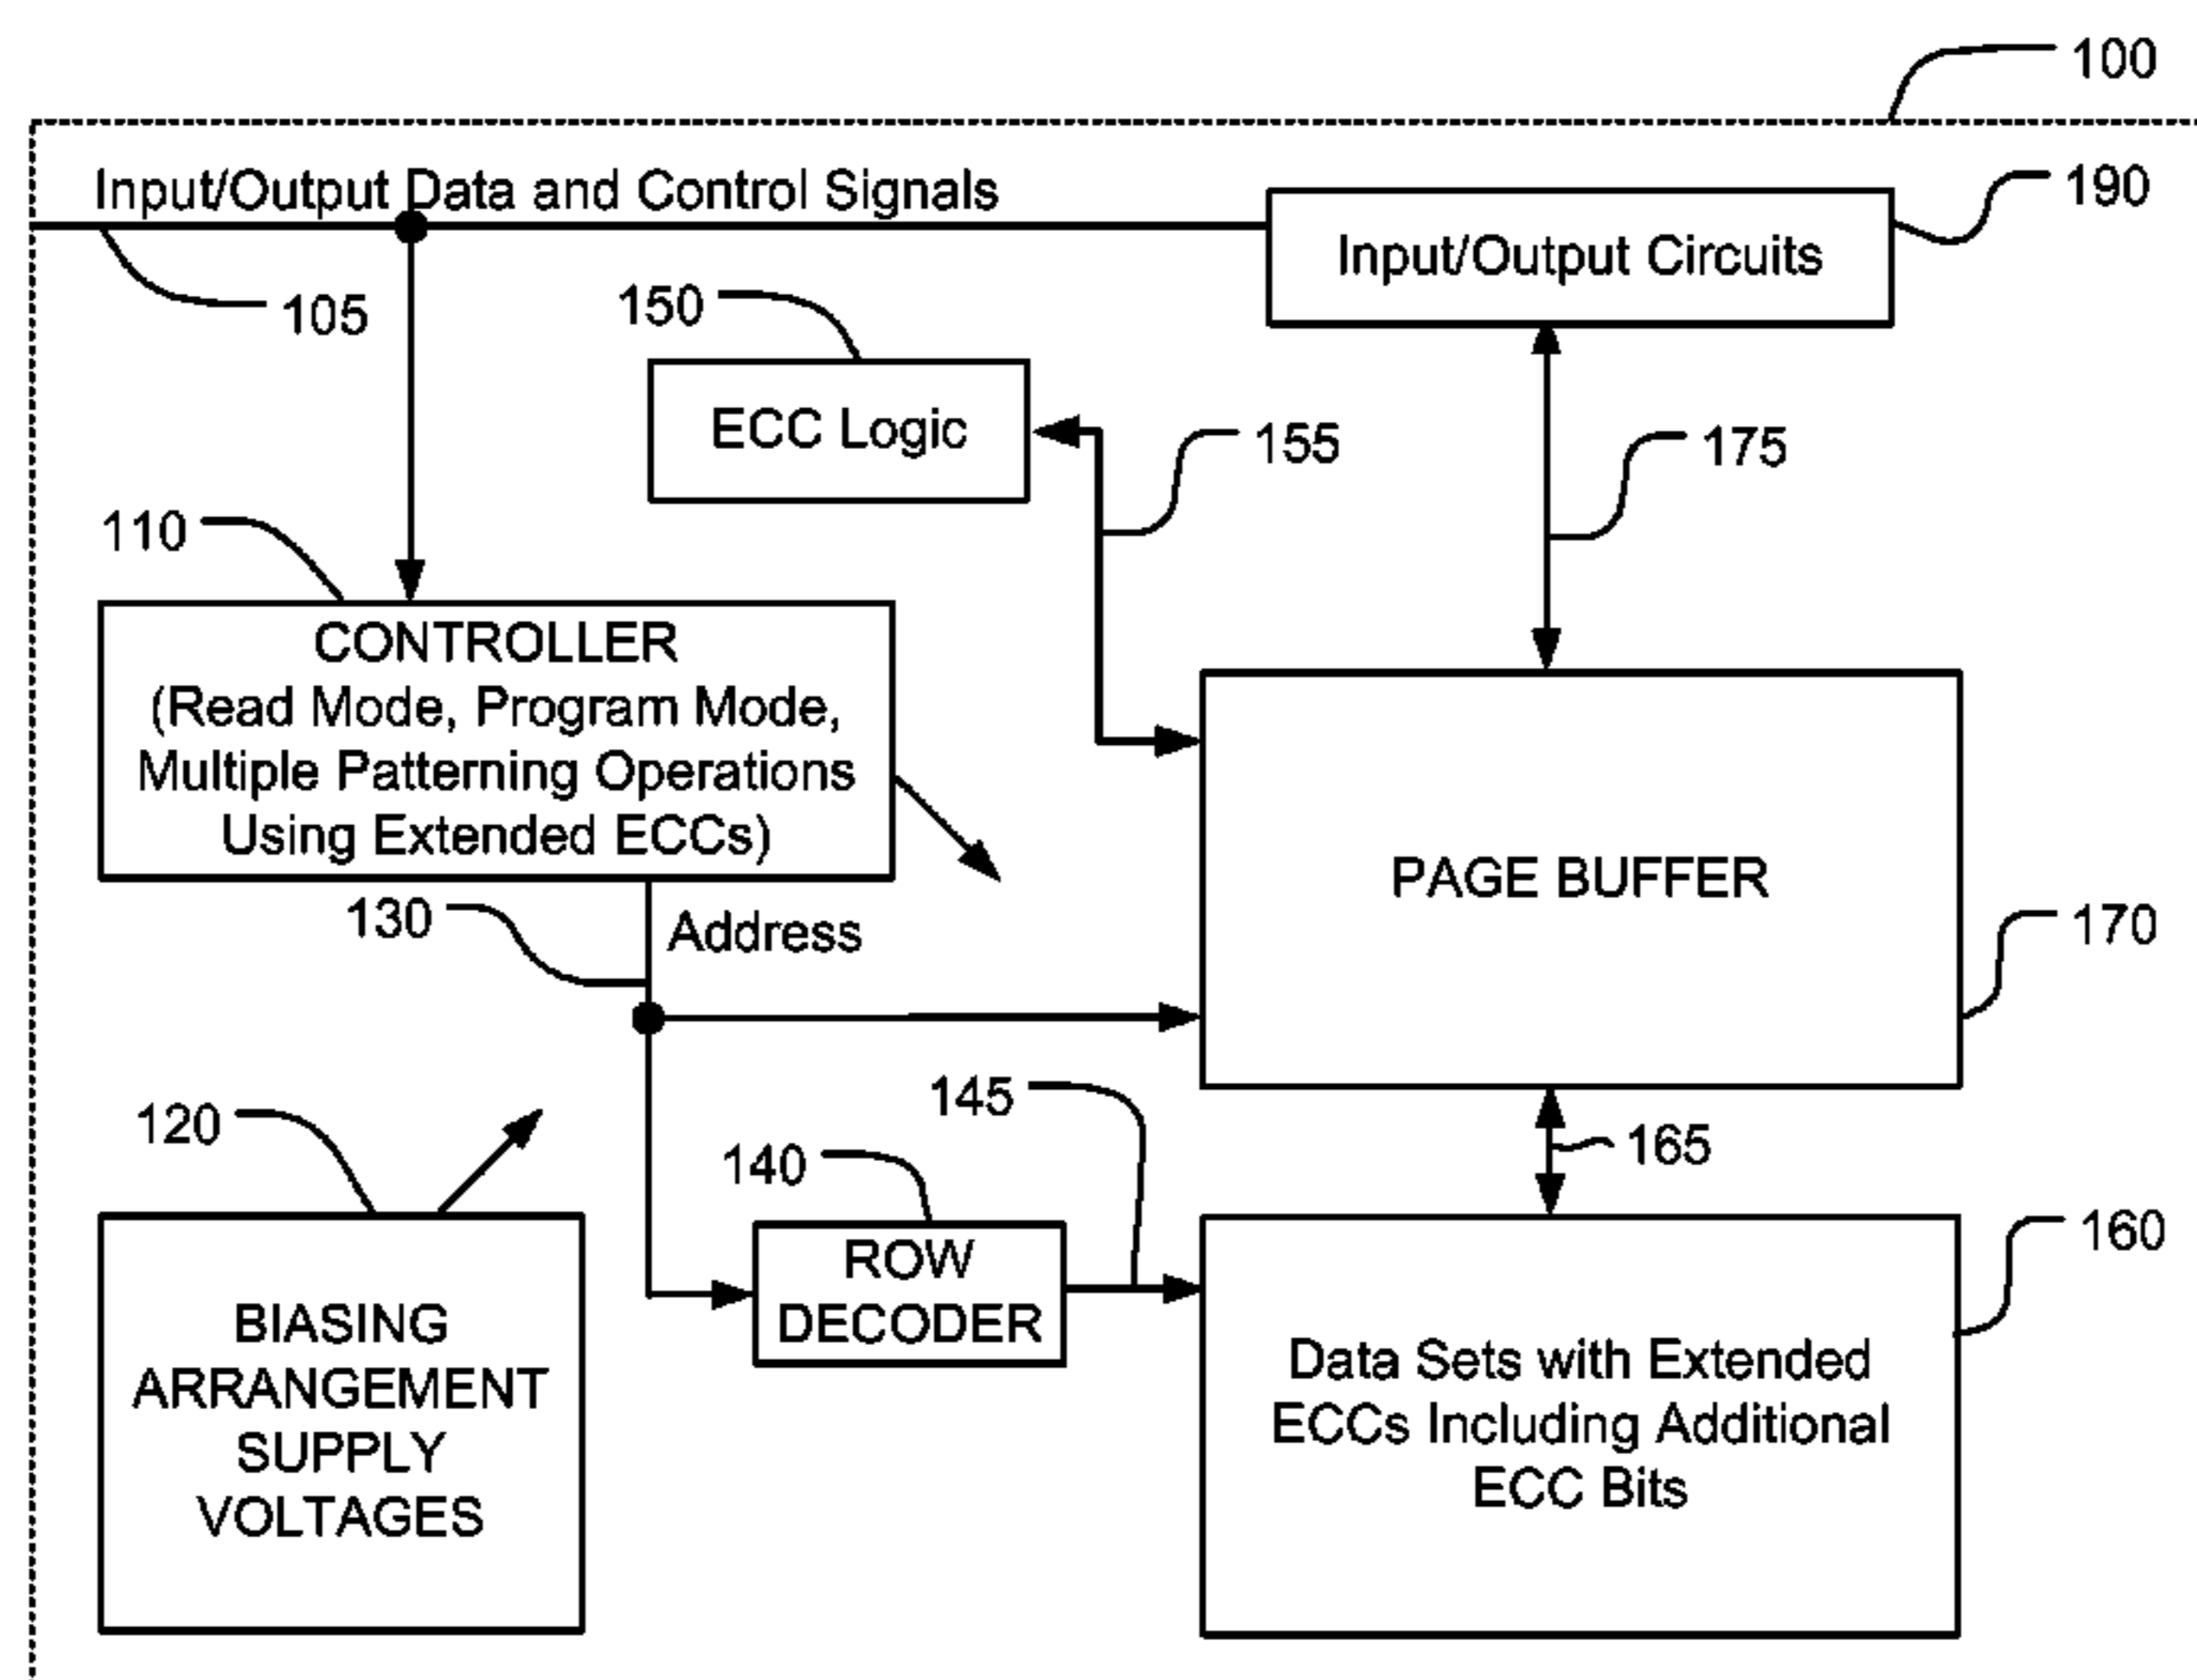 100
Input/Output Data and Control Signals
190
Input/Output Circuits
105
150
ECC Logic
155
175
110
CONTROLLER
(Read Mode, Program Mode,
Multiple Patterning Operations
Using Extended ECCs)
PAGE BUFFER
130
Address
170
120
145
140
165
ROW
DECODER
160
BIASING
ARRANGEMENT
SUPPLY
VOLTAGES
Data Sets with Extended
ECCs Including Additional
ECC Bits